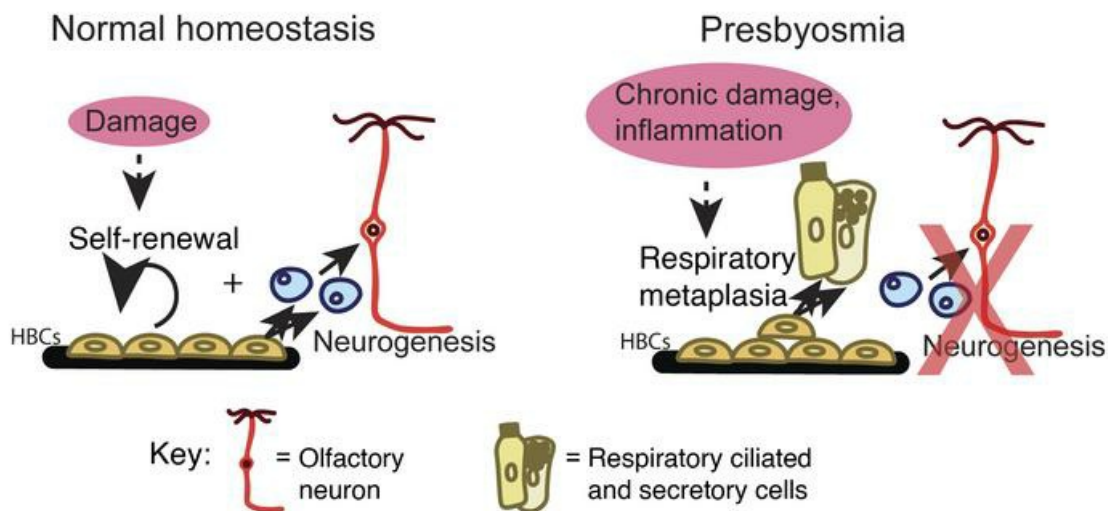 Normal homeostasis
Damage
Self-renewal
+
HBCs
Neurogenesis
Presbyosmia
Chronic damage,
inflammation
Respiratory
metaplasia
HBCs
Neurogenesis
Key:
= Olfactory
neuron
= Respiratory ciliated
and secretory cells